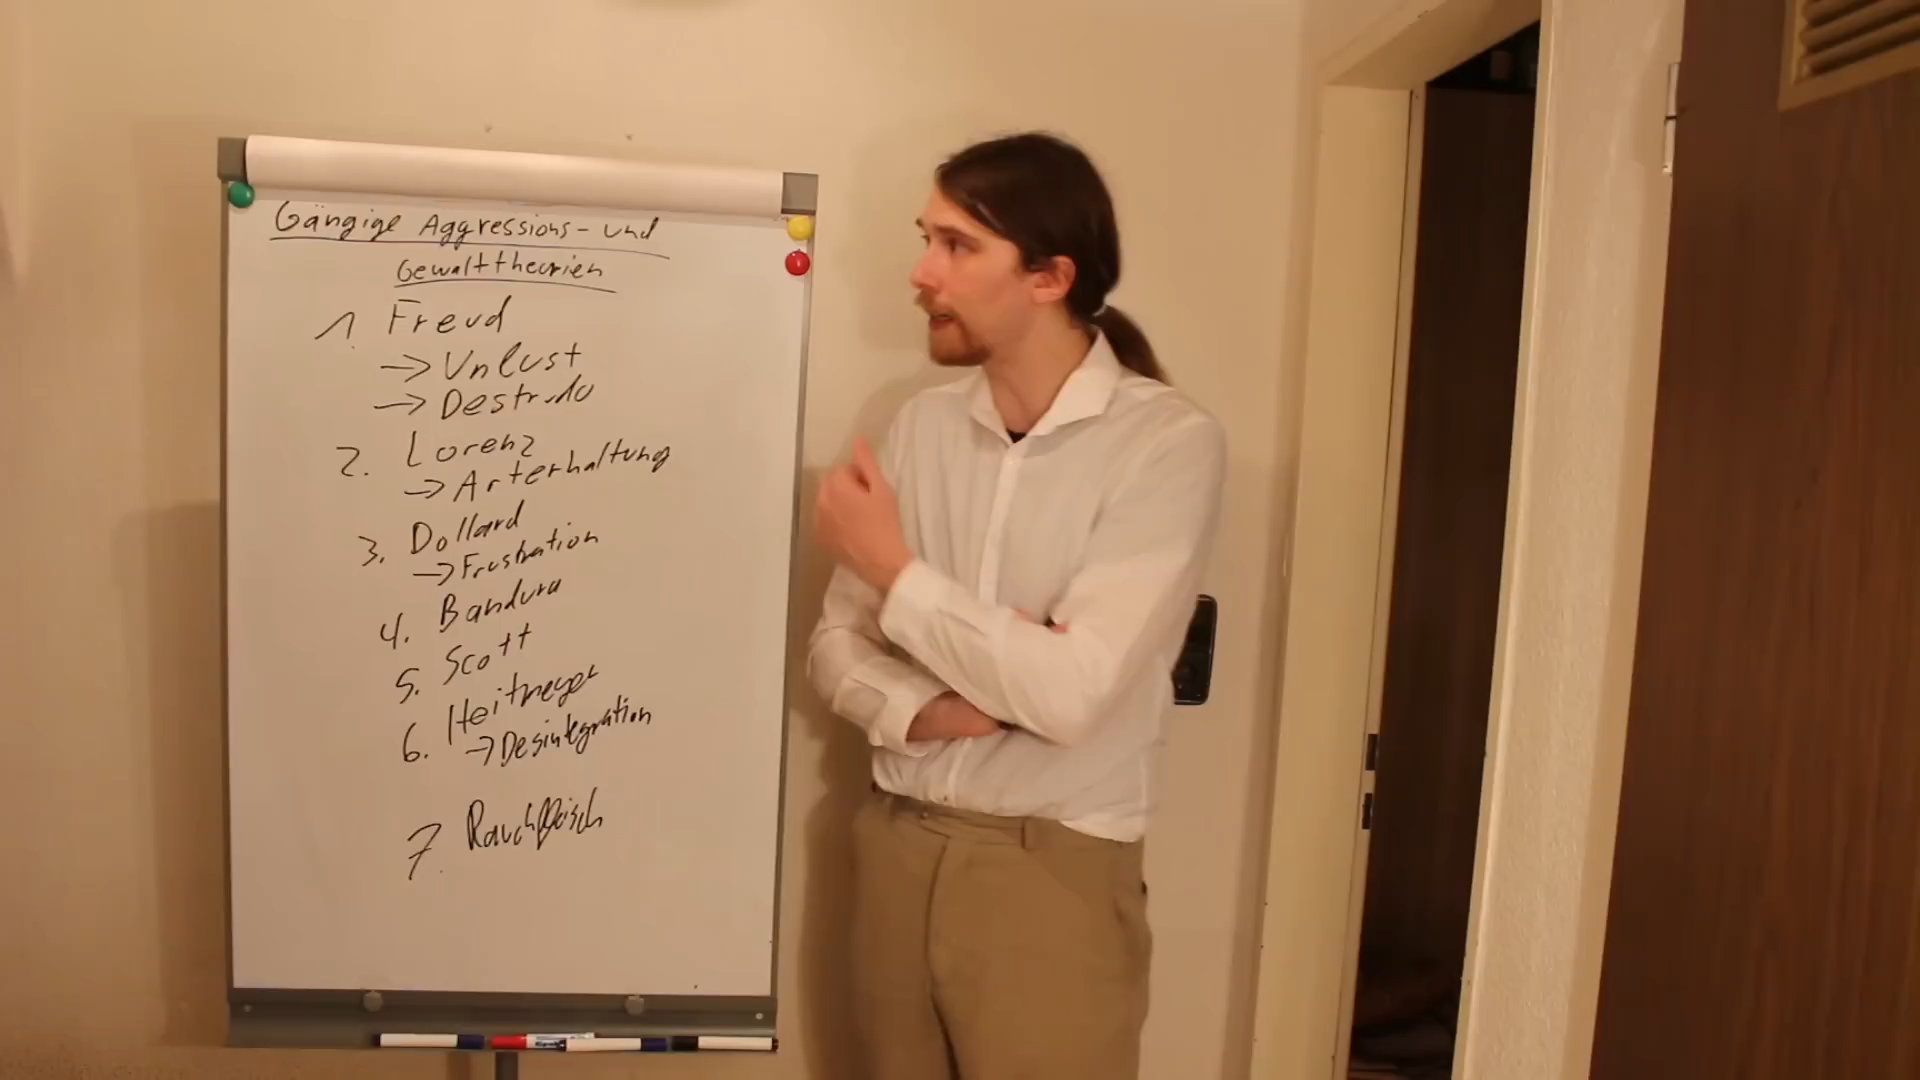 Gängige Aggressions- und
Gewalttheorien
1. Freud
→ Unlust
→ Destrudo
2. Lorenz
→ Arterhaltung
3. Dollard
→ Frustration
4. Bandura
5. Scott
6. Heitmeyer
→ Desintegration
7. Rauchfleisch